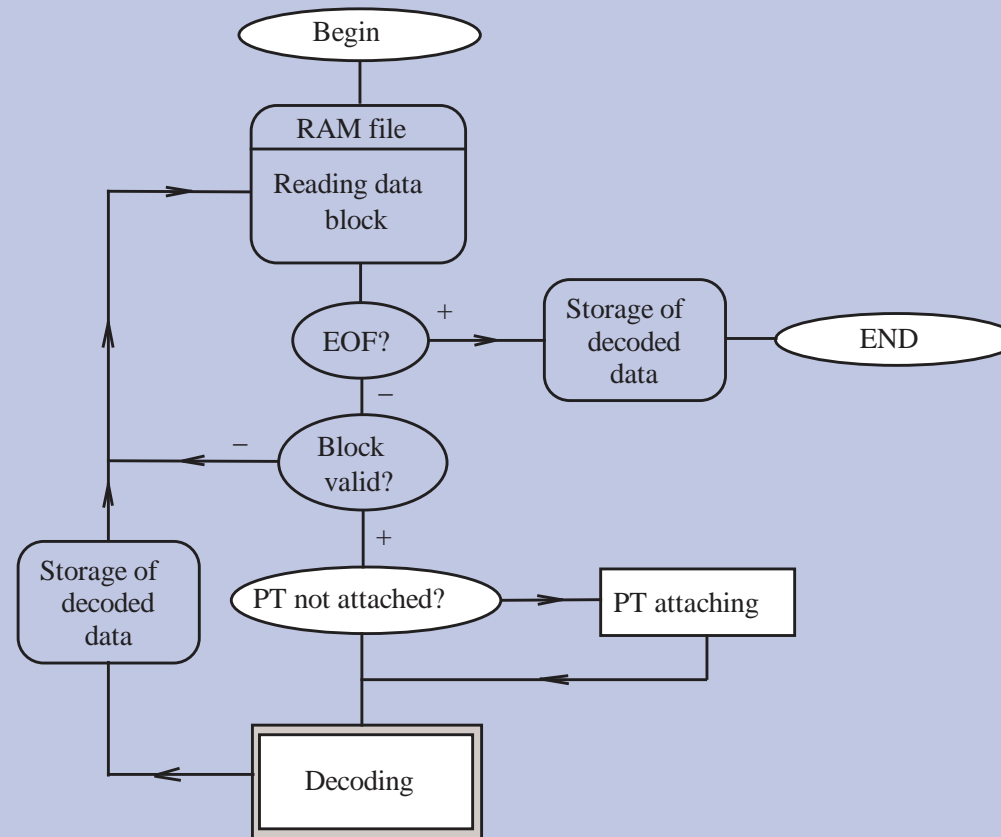 Begin
RAM file
Reading data
block
EOF?
+
Storage of
decoded
data
END
−
Block
valid?
−
+
PT not attached?
PT attaching
Storage of
decoded
data
Decoding